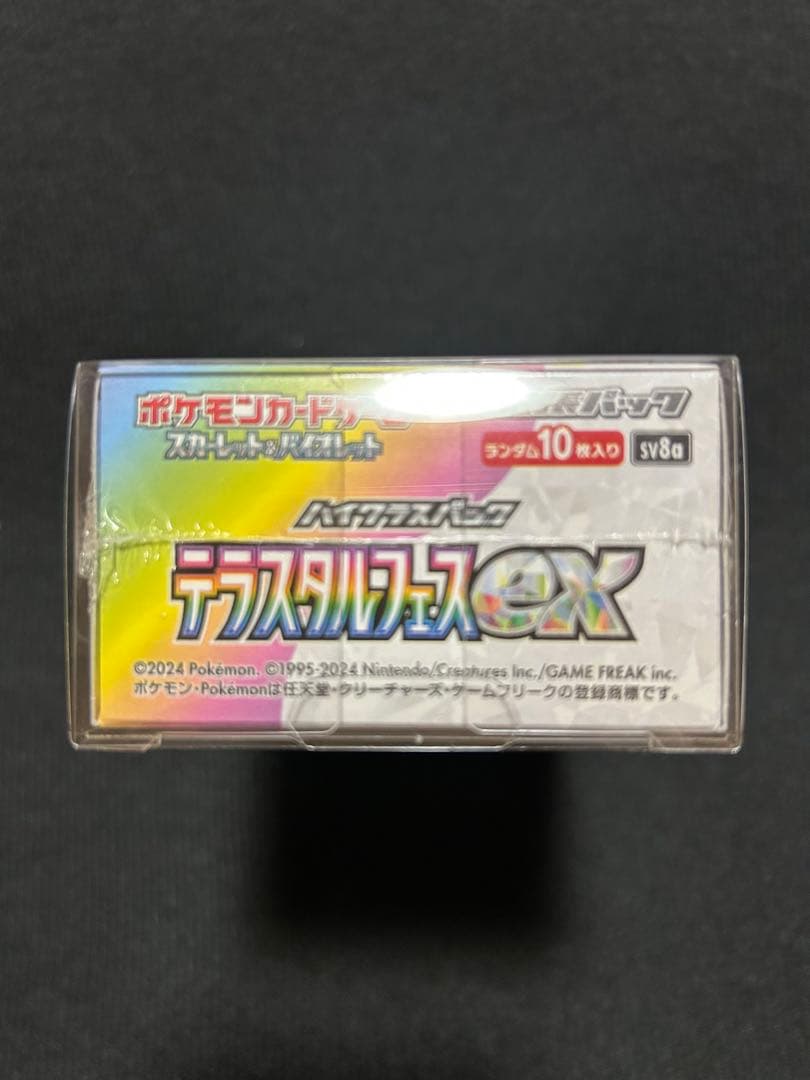 ポケモンカードゲーム
スカーレット&バイオレット
パック
ランダム10枚入り
SV8a
ハイクラスパック
テラスタルフェスex
©2024 Pokémon. ©1995-2024 Nintendo/Creatures Inc./GAME FREAK inc.
ポケモン・Pokémonは任天堂・クリーチャーズ・ゲームフリークの登録商標です。